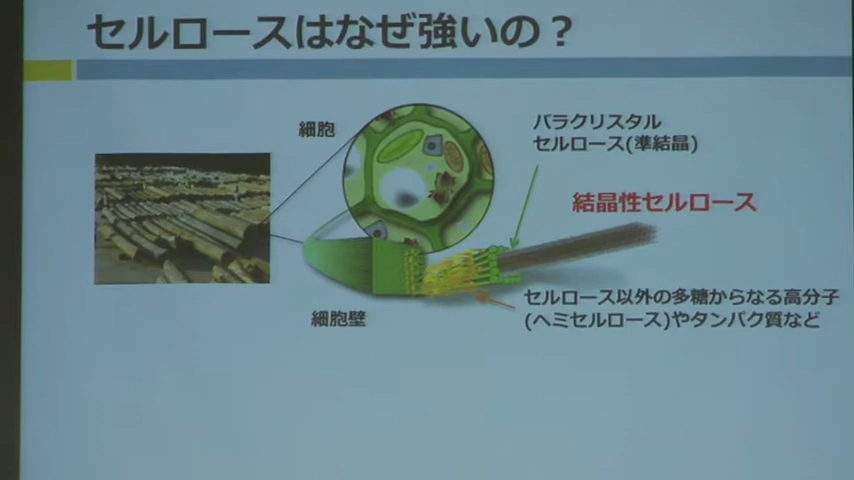 セルロースはなぜ強いの？
細胞
パラクリスタル
セルロース(準結晶)
結晶性セルロース
セルロース以外の多糖からなる高分子
(ヘミセルロース)やタンパク質など
細胞壁